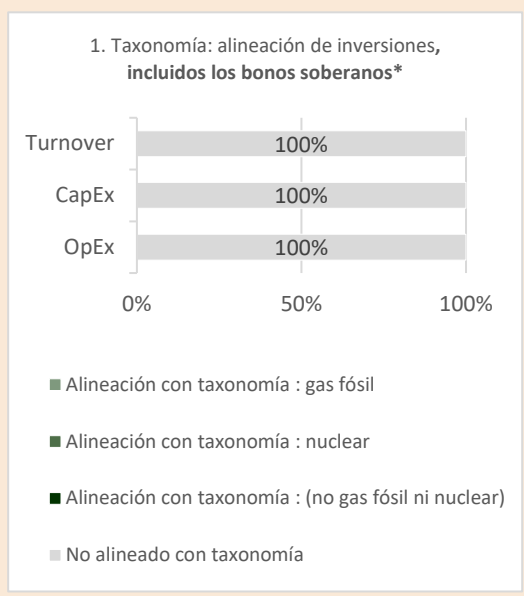 1. Taxonomía: alineación de inversiones,
incluidos los bonos soberanos*
Turnover
100%
CapEx
100%
OpEx
100%
0%
50%
100%
Alineación con taxonomía : gas fósil
Alineación con taxonomía : nuclear
Alineación con taxonomía : (no gas fósil ni nuclear)
No alineado con taxonomía